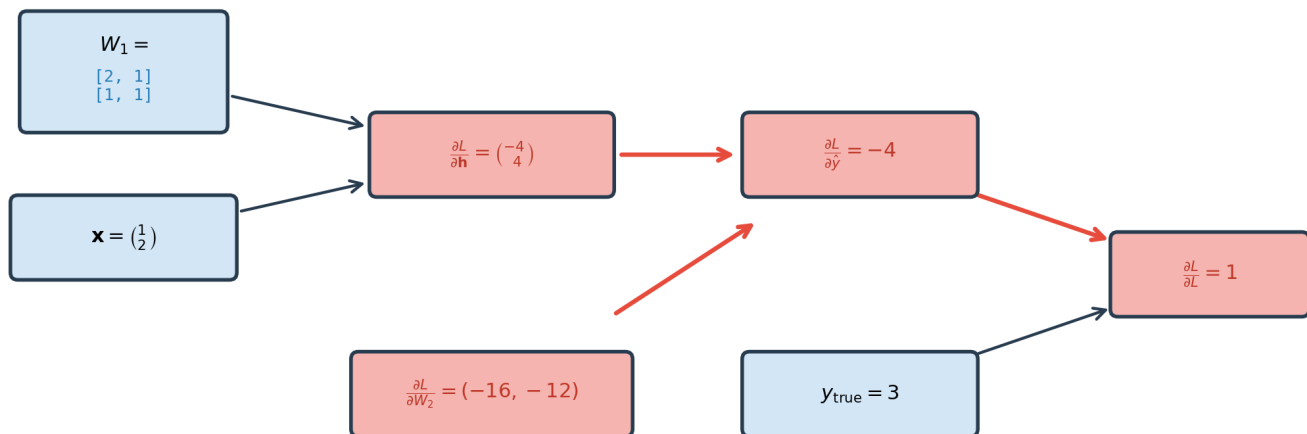 W₁ =
[2, 1]
[1, 1]
∂L/∂𝐡 = (−4 4)
∂L/∂ŷ = −4
𝐱 = (1 2)
∂L/∂L = 1
∂L/∂W₂ = (−16, −12)
y_true = 3